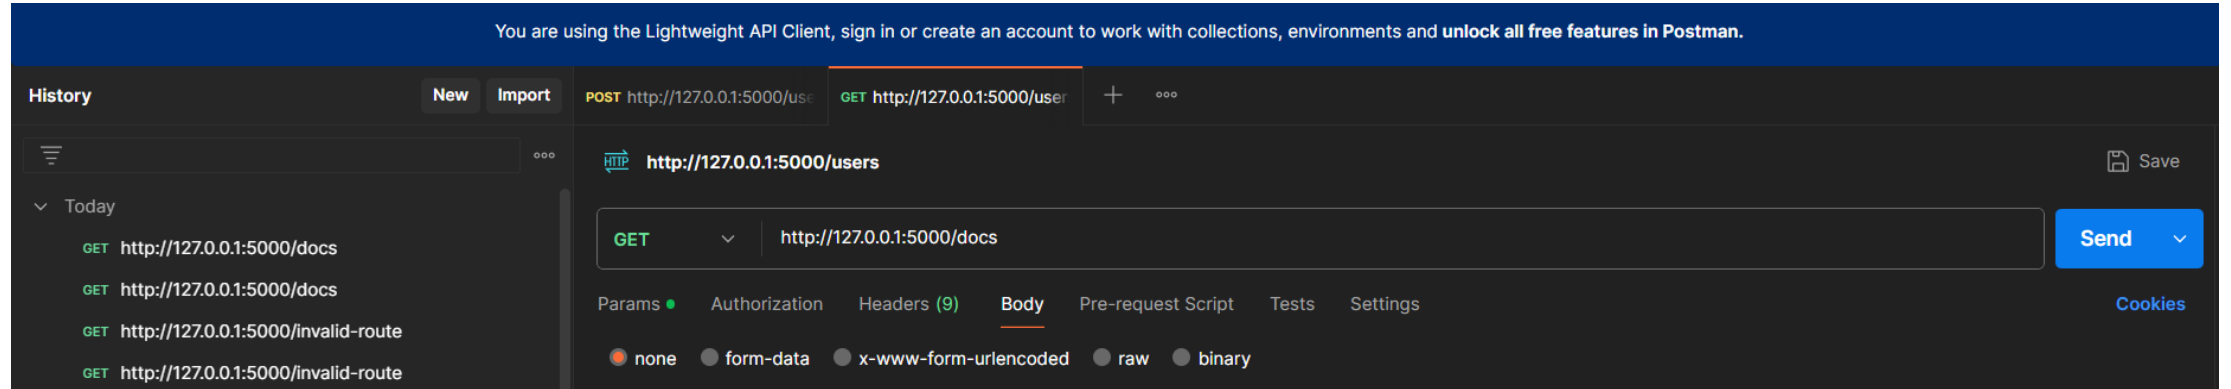 You are using the Lightweight API Client, sign in or create an account to work with collections, environments and unlock all free features in Postman.
History New Import
POST http://127.0.0.1:5000/use GET http://127.0.0.1:5000/user
HTTP http://127.0.0.1:5000/users Save
Today
GET http://127.0.0.1:5000/docs
GET http://127.0.0.1:5000/docs
GET http://127.0.0.1:5000/invalid-route
GET http://127.0.0.1:5000/invalid-route
GET http://127.0.0.1:5000/docs Send
Params Authorization Headers (9) Body Pre-request Script Tests Settings Cookies
none form-data x-www-form-urlencoded raw binary